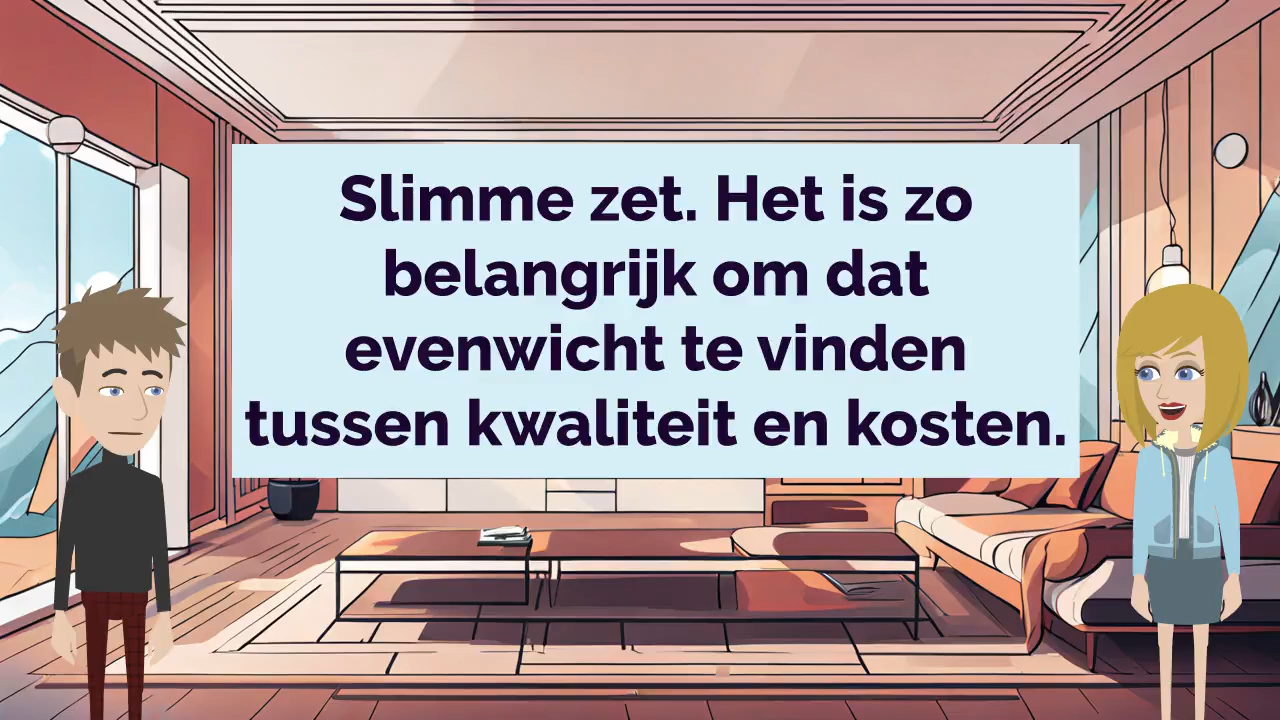 Slimme zet. Het is zo
belangrijk om dat
evenwicht te vinden
tussen kwaliteit en kosten.